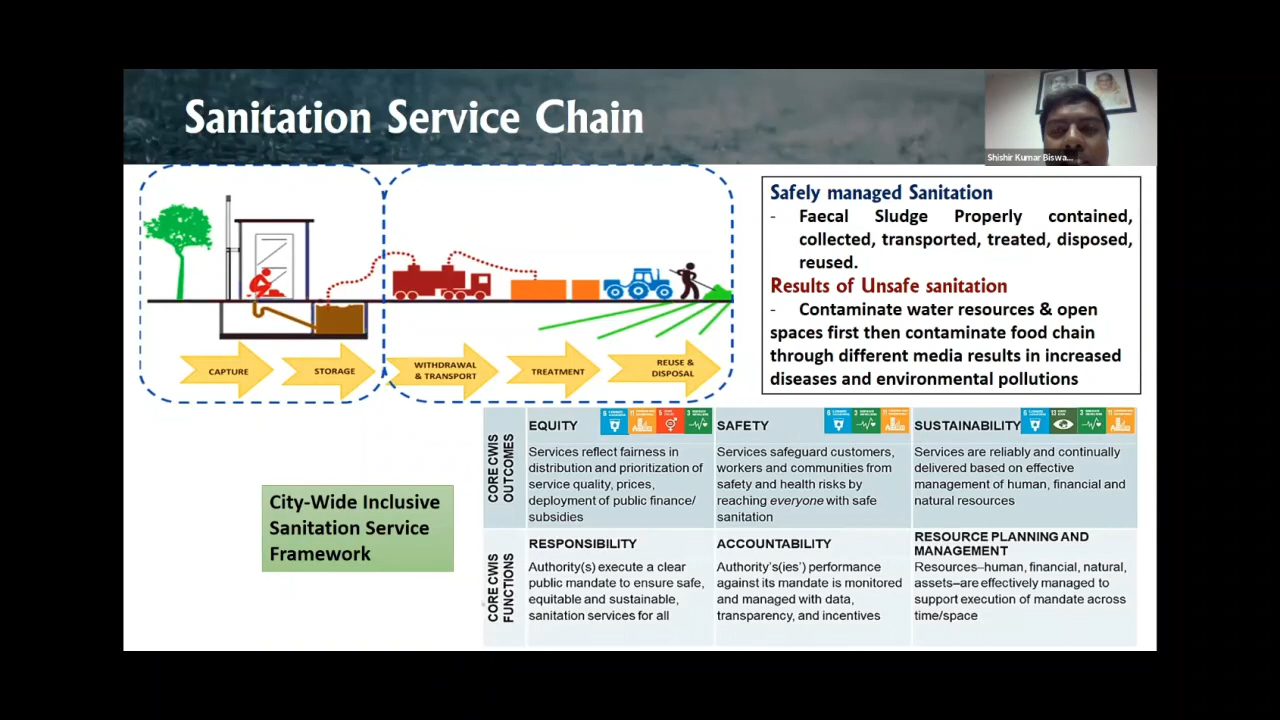 Sanitation Service Chain
Shishir Kumar Biswa...
CAPTURE
STORAGE
WITHDRAWAL
& TRANSPORT
TREATMENT
REUSE &
DISPOSAL
Safely managed Sanitation
- Faecal Sludge Properly contained,
collected, transported, treated, disposed,
reused.
Results of Unsafe sanitation
- Contaminate water resources & open
spaces first then contaminate food chain
through different media results in increased
diseases and environmental pollutions
City-Wide Inclusive
Sanitation Service
Framework
CORE CWIS
OUTCOMES
EQUITY
Services reflect fairness in
distribution and prioritization of
service quality, prices,
deployment of public finance/
subsidies
SAFETY
Services safeguard customers,
workers and communities from
safety and health risks by
reaching everyone with safe
sanitation
SUSTAINABILITY
Services are reliably and continually
delivered based on effective
management of human, financial and
natural resources
CORE CWIS
FUNCTIONS
RESPONSIBILITY
Authority(s) execute a clear
public mandate to ensure safe,
equitable and sustainable,
sanitation services for all
ACCOUNTABILITY
Authority's(ies') performance
against its mandate is monitored
and managed with data,
transparency, and incentives
RESOURCE PLANNING AND
MANAGEMENT
Resources–human, financial, natural,
assets–are effectively managed to
support execution of mandate across
time/space